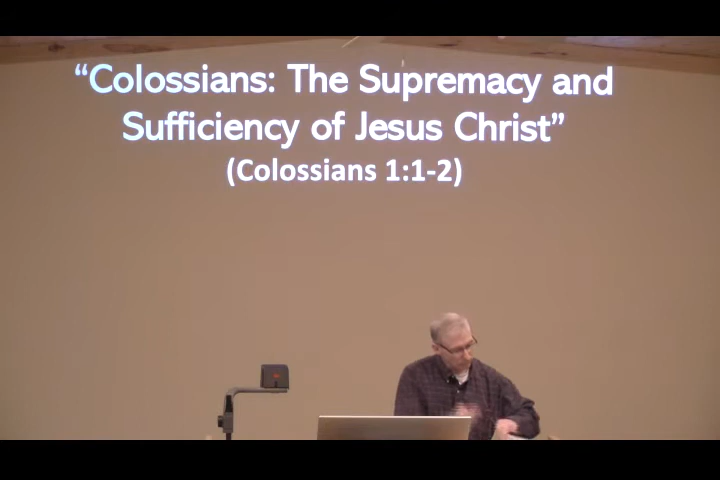 “Colossians: The Supremacy and
Sufficiency of Jesus Christ”
(Colossians 1:1-2)